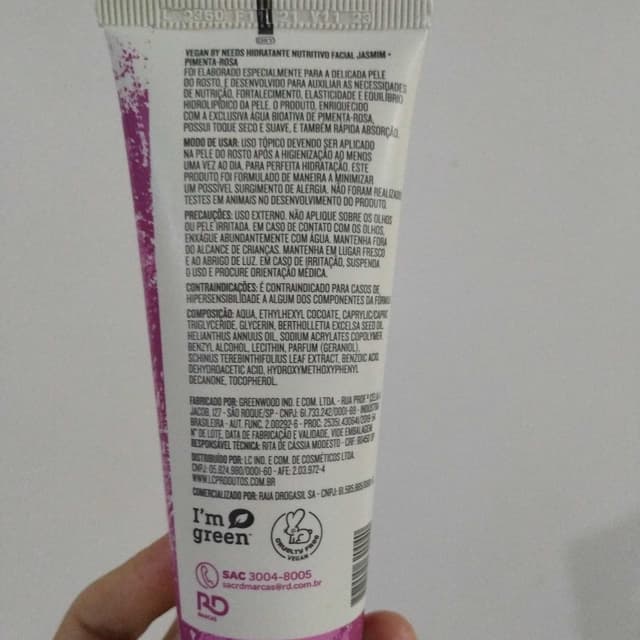 VEGAN BY NEEDS HIDRATANTE NUTRITIVO FACIAL JASMIM +
PIMENTA-ROSA
FOI ELABORADO ESPECIALMENTE PARA A DELICADA PELE
DO ROSTO, E DESENVOLVIDO PARA AUXILIAR AS NECESSIDADES
DE NUTRIÇÃO, FORTALECIMENTO, ELASTICIDADE E EQUILÍBRIO
HIDROLIPÍDICO DA PELE. O PRODUTO, ENRIQUECIDO
COM A EXCLUSIVA ÁGUA BIOATIVA DE PIMENTA-ROSA,
POSSUI TOQUE SECO E SUAVE, E TAMBÉM RÁPIDA ABSORÇÃO.
MODO DE USAR: USO TÓPICO DEVENDO SER APLICADO
NA PELE DO ROSTO APÓS A HIGIENIZAÇÃO AO MENOS
UMA VEZ AO DIA, PARA PERFEITA HIDRATAÇÃO. ESTE
PRODUTO FOI FORMULADO DE MANEIRA A MINIMIZAR
UM POSSÍVEL SURGIMENTO DE ALERGIA. NÃO FORAM REALIZADOS
TESTES EM ANIMAIS NO DESENVOLVIMENTO DO PRODUTO.
PRECAUÇÕES: USO EXTERNO. NÃO APLIQUE SOBRE OS OLHOS
OU PELE IRRITADA. EM CASO DE CONTATO COM OS OLHOS,
ENXAGUE ABUNDANTEMENTE COM ÁGUA. MANTENHA FORA
DO ALCANCE DE CRIANÇAS. MANTENHA EM LUGAR FRESCO
E AO ABRIGO DE LUZ. EM CASO DE IRRITAÇÃO, SUSPENDA
O USO E PROCURE ORIENTAÇÃO MÉDICA.
CONTRAINDICAÇÕES: É CONTRAINDICADO PARA CASOS DE
HIPERSENSIBILIDADE A ALGUM DOS COMPONENTES DA FÓRMULA
COMPOSIÇÃO: AQUA, ETHYLHEXYL COCOATE, CAPRYLIC/CAPRIC
TRIGLYCERIDE, GLYCERIN, BERTHOLLETIA EXCELSA SEED OIL,
HELIANTHUS ANNUUS OIL, SODIUM ACRYLATES COPOLYMER,
BENZYL ALCOHOL, LECITHIN, PARFUM (GERANIOL),
SCHINUS TEREBINTHIFOLIUS LEAF EXTRACT, BENZOIC ACID,
DEHYDROACETIC ACID, HYDROXYMETHOXYPHENYL
DECANONE, TOCOPHEROL.
FABRICADO POR: GREENWOOD IND. E COM. LTDA. - RUA
JACOB, 127 - SÃO ROQUE/SP - CNPJ: 61.733.242/0001-68 - INDÚSTRIA
BRASILEIRA - AUT. FUNC. 2.00292-6 - PROC:
Nº DE LOTE, DATA DE FABRICAÇÃO E VALIDADE, VIDE EMBALAGEM
RESPONSÁVEL TÉCNICA: RITA DE CÁSSIA MODESTO - CRF:
DISTRIBUÍDO POR: LC IND. E COM. DE COSMÉTICOS LTDA.
CNPJ: 05.824.980/0001-60 - AFE: 2.03.972-4
WWW.LCPRODUTOS.COM.BR
COMERCIALIZADO POR: RAIA DROGASIL SA - CNPJ:
I'm
green™
CRUELTY FREE
VEGAN
SAC 3004-8005
sacrdmarcas@rd.com.br
RD
MARCAS